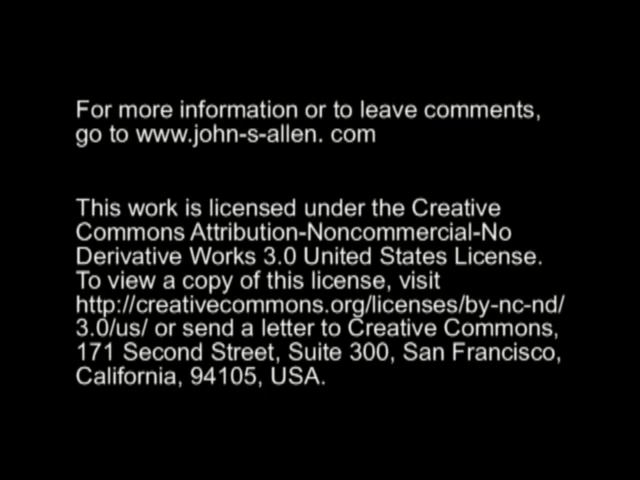 For more information or to leave comments,
go to www.john-s-allen. com
This work is licensed under the Creative
Commons Attribution-Noncommercial-No
Derivative Works 3.0 United States License.
To view a copy of this license, visit
http://creativecommons.org/licenses/by-nc-nd/
3.0/us/ or send a letter to Creative Commons,
171 Second Street, Suite 300, San Francisco,
California, 94105, USA.